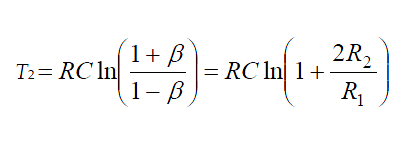 T₂ = RC ln((1 + β)/(1 − β)) = RC ln(1 + 2R₂/R₁)